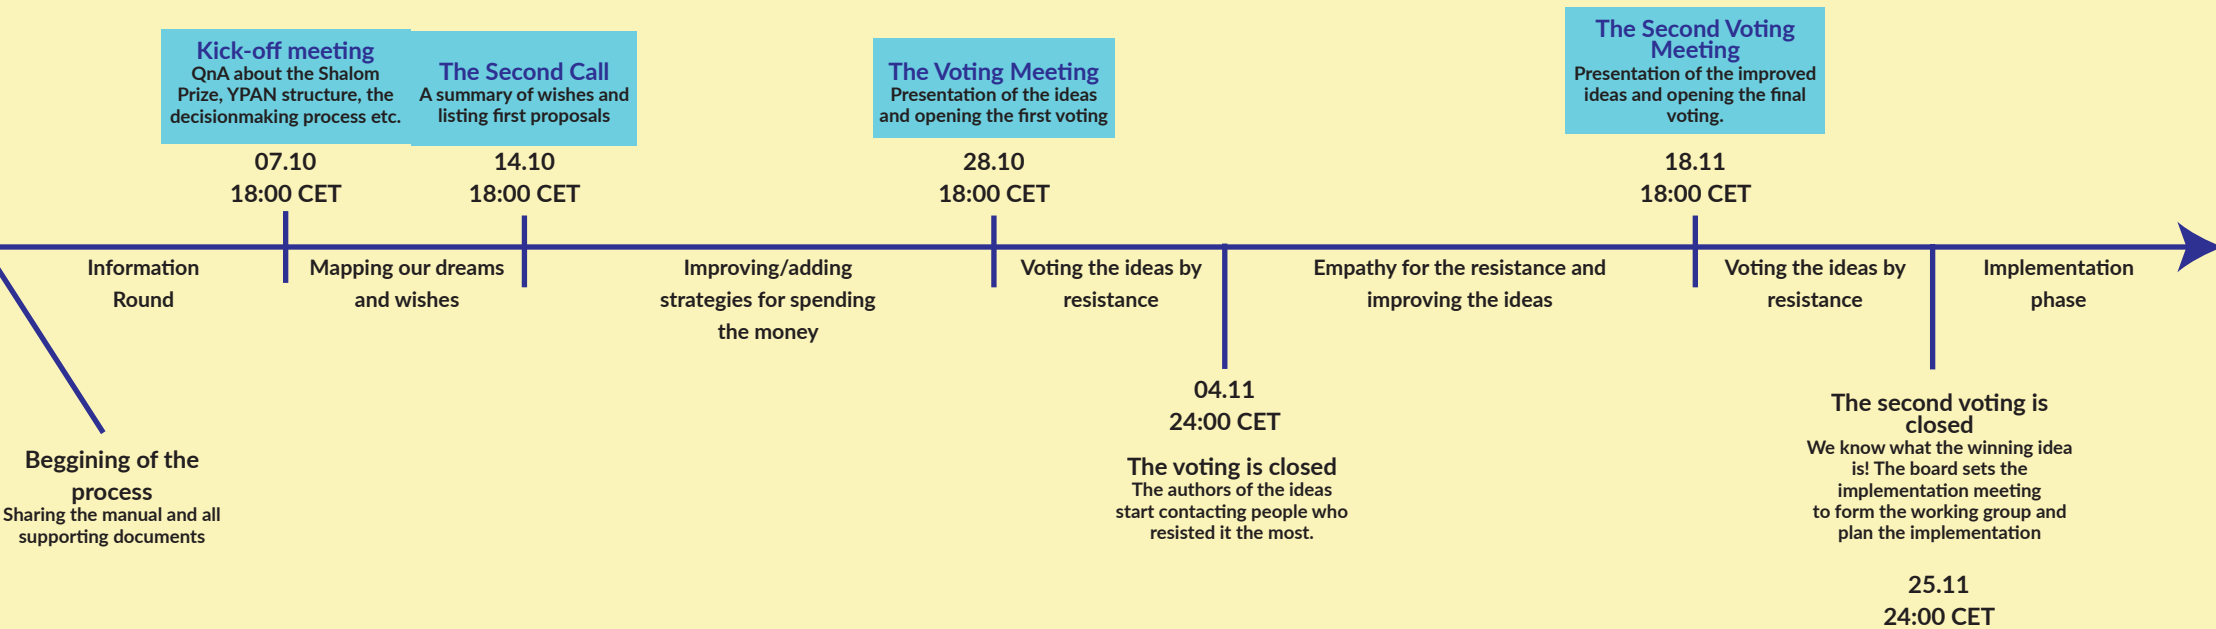 Kick-off meeting
QnA about the Shalom
Prize, YPAN structure, the
decisionmaking process etc.
07.10
18:00 CET
The Second Call
A summary of wishes and
listing first proposals
14.10
18:00 CET
The Voting Meeting
Presentation of the ideas
and opening the first voting
28.10
18:00 CET
The Second Voting
Meeting
Presentation of the improved
ideas and opening the final
voting.
18.11
18:00 CET
Information
Round
Mapping our dreams
and wishes
Improving/adding
strategies for spending
the money
Voting the ideas by
resistance
Empathy for the resistance and
improving the ideas
Voting the ideas by
resistance
Implementation
phase
Beggining of the
process
Sharing the manual and all
supporting documents
04.11
24:00 CET
The voting is closed
The authors of the ideas
start contacting people who
resisted it the most.
The second voting is
closed
We know what the winning idea
is! The board sets the
implementation meeting
to form the working group and
plan the implementation
25.11
24:00 CET